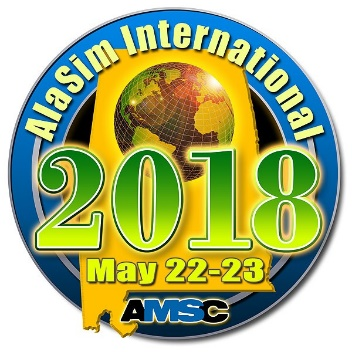 AlaSim International
2018
May 22-23
AMSC